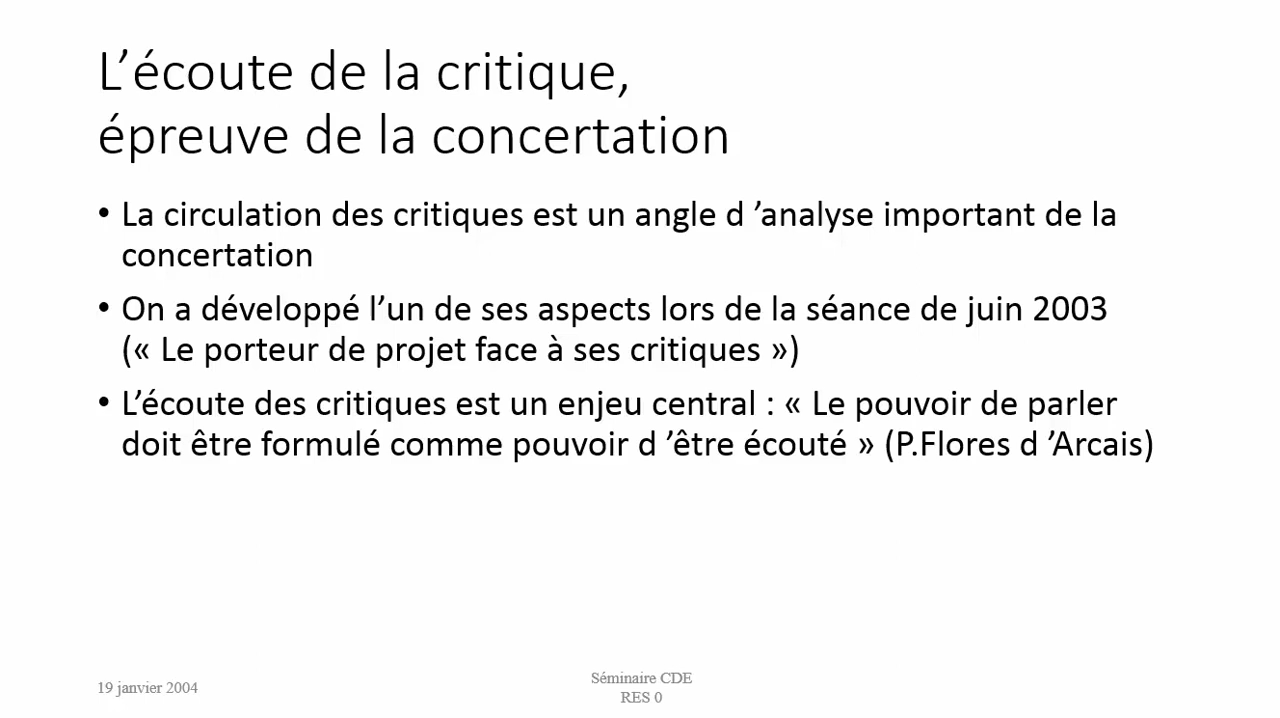 L’écoute de la critique,
épreuve de la concertation
• La circulation des critiques est un angle d ’analyse important de la
concertation
• On a développé l’un de ses aspects lors de la séance de juin 2003
(« Le porteur de projet face à ses critiques »)
• L’écoute des critiques est un enjeu central : « Le pouvoir de parler
doit être formulé comme pouvoir d ’être écouté » (P.Flores d ’Arcais)
19 janvier 2004
Séminaire CDE
RES 0